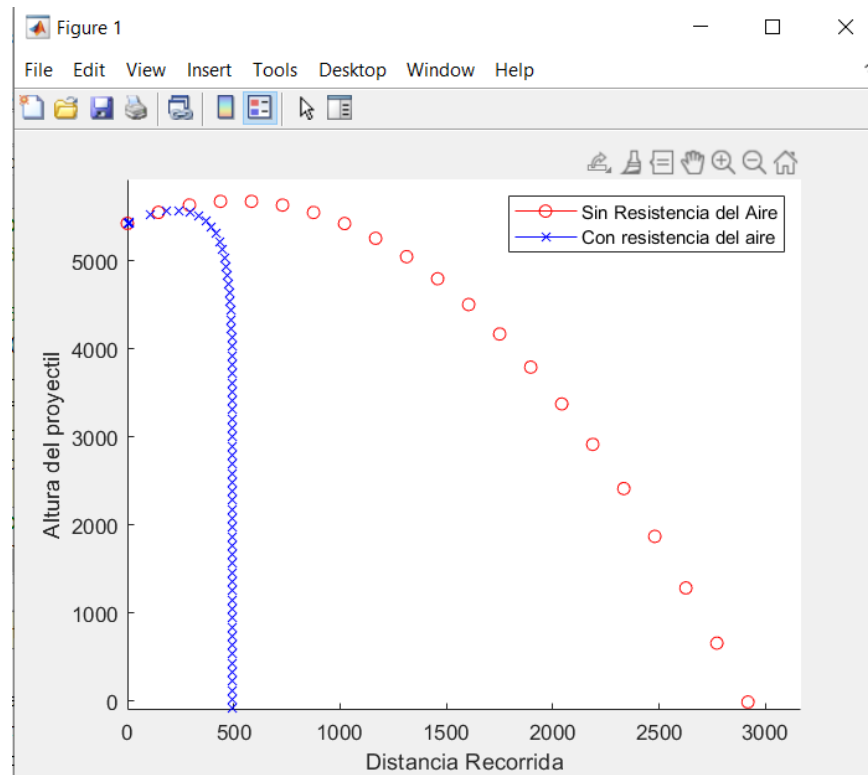 Figure 1
File Edit View Insert Tools Desktop Window Help
Sin Resistencia del Aire
Con resistencia del aire
5000
4000
3000
2000
1000
0
Altura del proyectil
0 500 1000 1500 2000 2500 3000
Distancia Recorrida